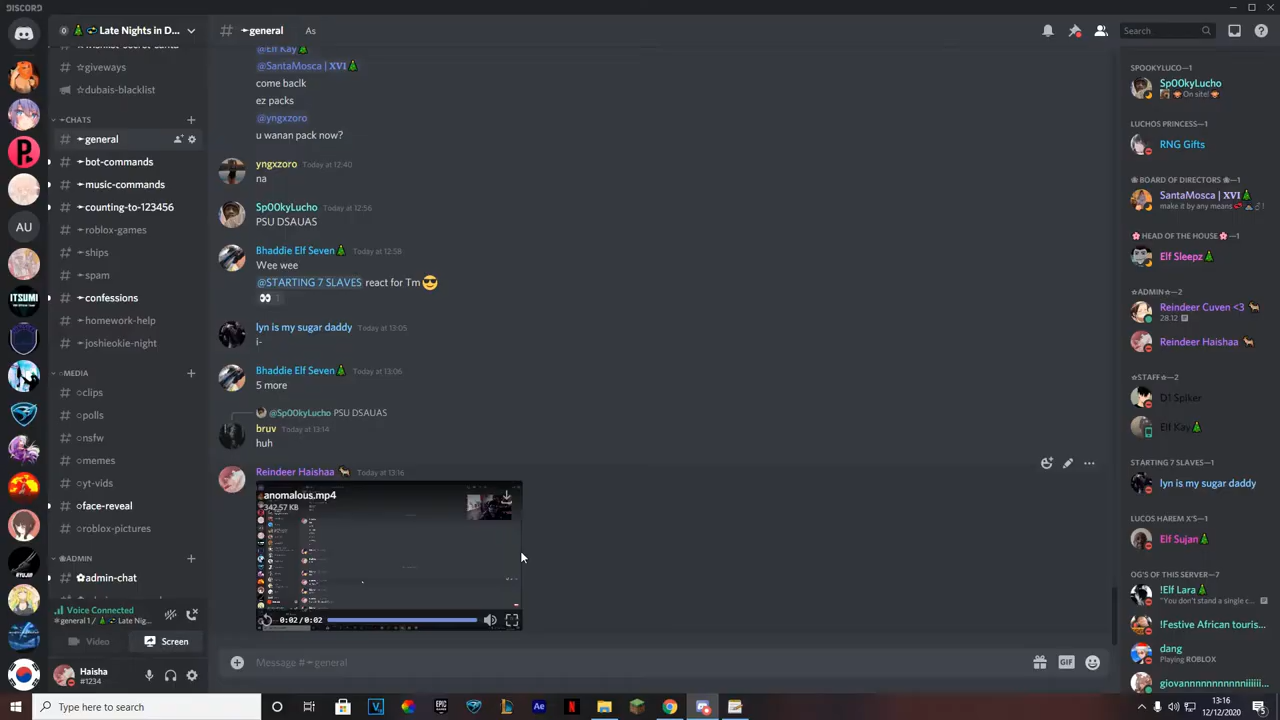 DISCORD
Late Nights in D...
general
As
Search
☆giveways
☆dubais-blacklist
CHATS
general
bot-commands
music-commands
counting-to-123456
roblox-games
ships
spam
confessions
homework-help
joshieokie-night
○MEDIA
○clips
○polls
○nsfw
○memes
○yt-vids
○face-reveal
○roblox-pictures
ADMIN
✿admin-chat
Voice Connected
general 1 / Late Nig...
Video
Screen
Haisha
#1234
AU
ITSUMI
@Elf Kay🎄
@SantaMosca | XVI🎄
come baclk
ez packs
@yngxzoro
u wanan pack now?
yngxzoro Today at 12:40
na
Sp00kyLucho Today at 12:56
PSU DSAUAS
Bhaddie Elf Seven🎄 Today at 12:58
Wee wee
@STARTING 7 SLAVES react for Tm😎
👀 1
lyn is my sugar daddy Today at 13:05
i-
Bhaddie Elf Seven🎄 Today at 13:06
5 more
@Sp00kyLucho PSU DSAUAS
bruv Today at 13:14
huh
Reindeer Haishaa Today at 13:16
anomalous.mp4
342.57 KB
0:02/0:02
Message #general
GIF
SPOOKYLUCO—1
Sp00kyLucho
On site!
LUCHOS PRINCESS—1
RNG Gifts
BOARD OF DIRECTORS—1
SantaMosca | XVI🎄
make it by any means
🌸HEAD OF THE HOUSE🌸—1
Elf Sleepz🎄
ADMIN—2
Reindeer Cuven <3
28.12
Reindeer Haishaa
☆STAFF—2
D1 Spiker
Elf Kay🎄
STARTING 7 SLAVES—1
lyn is my sugar daddy
LUCOS HAREM X'S—1
Elf Sujan🎄
OG'S OF THIS SERVER—7
!Elf Lara🎄
"You don't stand a single c...
!Festive African touris...
dang
Playing ROBLOX
giovannnnnnnnnniiiiii...
Type here to search
13:16
12/12/2020